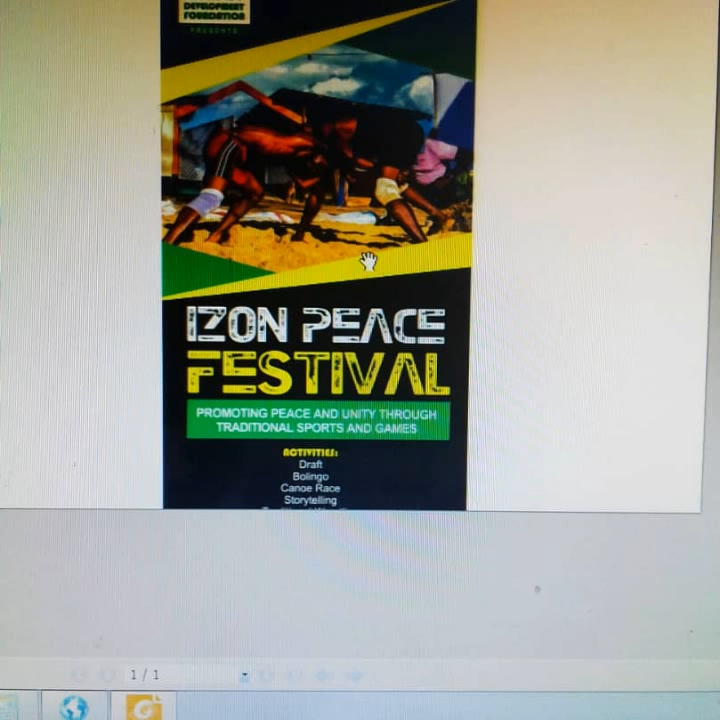 DEVELOPMENT
FOUNDATION
PRESENTS
IZON PEACE
FESTIVAL
PROMOTING PEACE AND UNITY THROUGH
TRADITIONAL SPORTS AND GAMES
ACTIVITIES:
Draft
Bolingo
Canoe Race
Storytelling
1 / 1